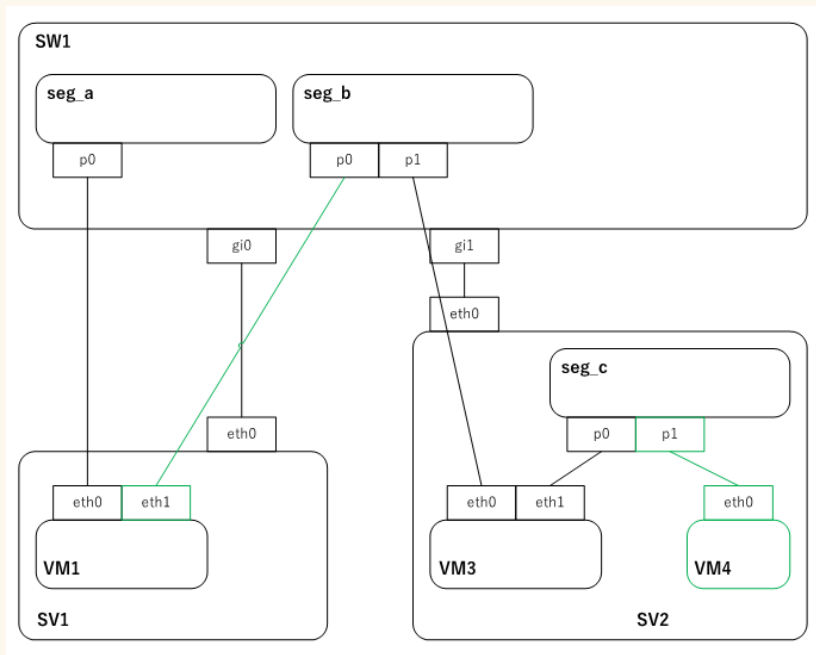 SW1
seg_a
seg_b
p0
p0
p1
gi0
gi1
eth0
seg_c
eth0
p0
p1
eth0
eth1
eth0
eth1
eth0
VM1
VM3
VM4
SV1
SV2